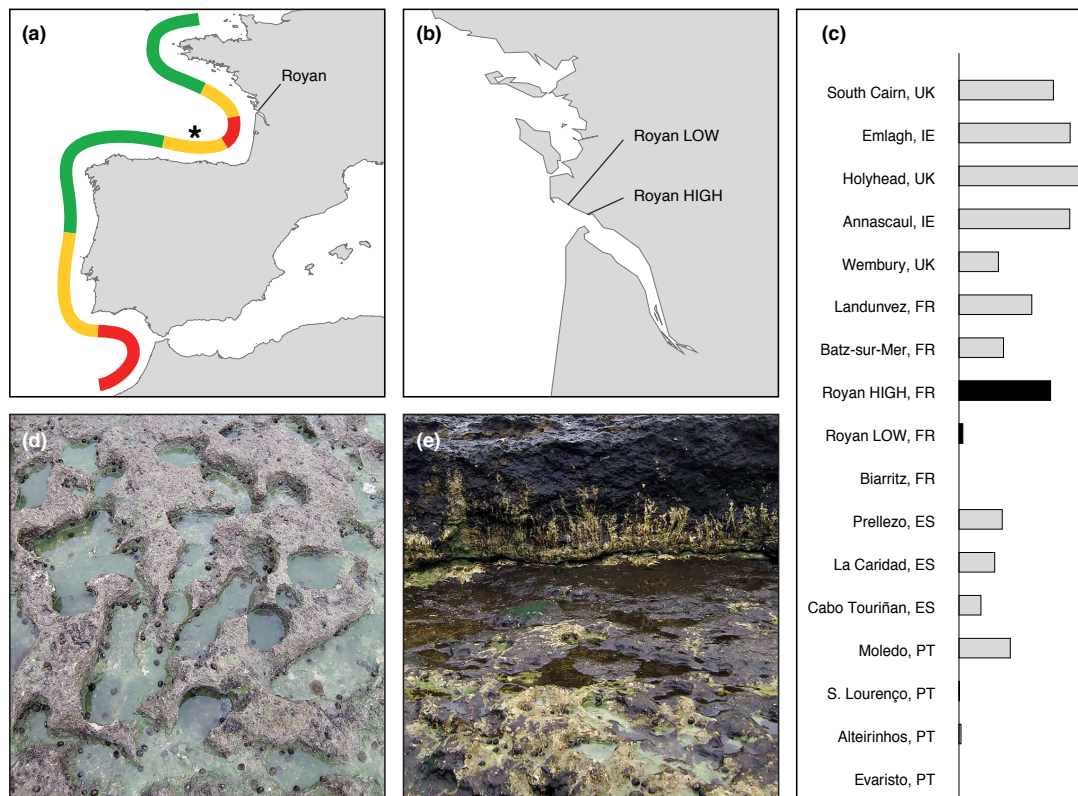 (a)
Royan
*
(b)
Royan LOW
Royan HIGH
(c)
South Cairn, UK
Emlagh, IE
Holyhead, UK
Annascaul, IE
Wembury, UK
Landunvez, FR
Batz-sur-Mer, FR
Royan HIGH, FR
Royan LOW, FR
Biarritz, FR
Prellezo, ES
La Caridad, ES
Cabo Touriñan, ES
Moledo, PT
S. Lourenço, PT
Alteirinhos, PT
Evaristo, PT
(d)
(e)